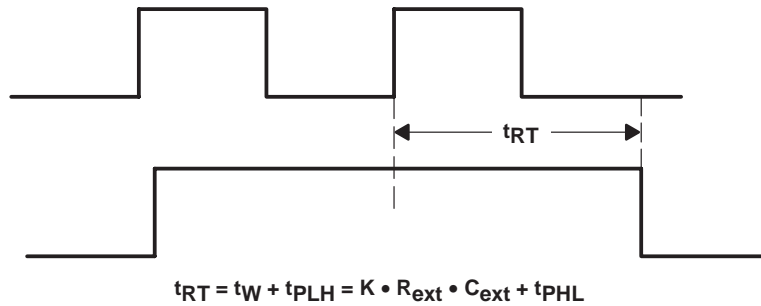 tRT
tRT = tW + tPLH = K • Rext • Cext + tPHL